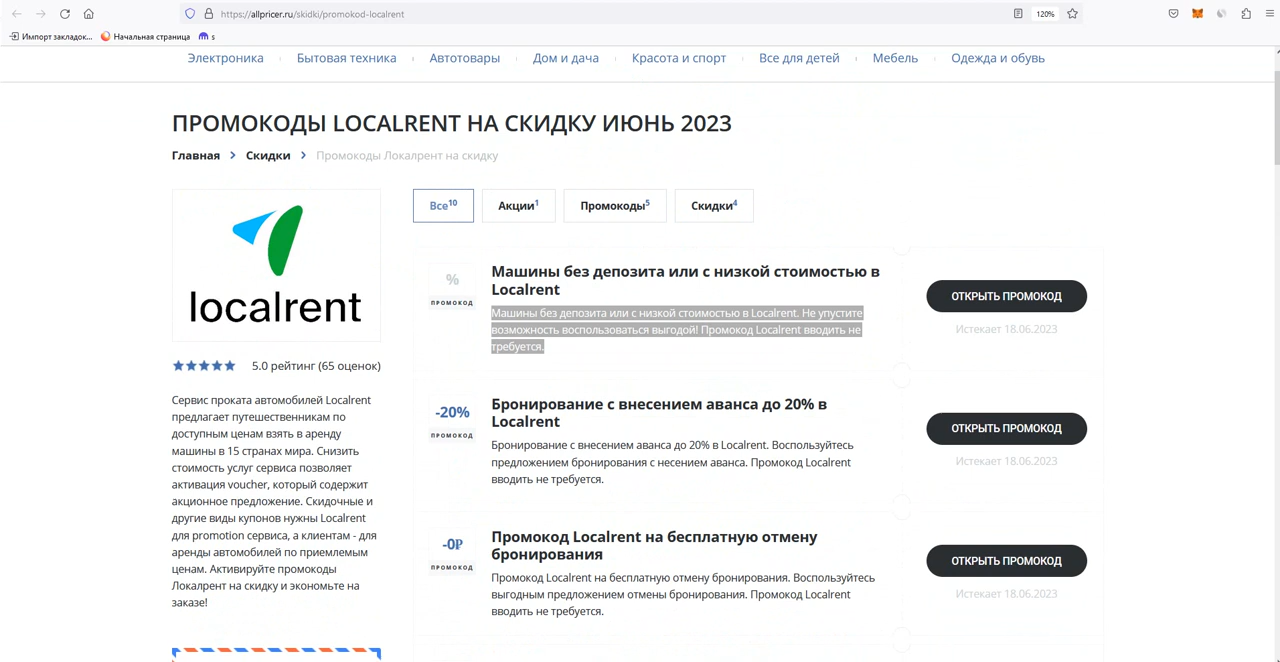 https://allpricer.ru/skidki/promokod-localrent
120%
Импорт закладок...
Начальная страница
s
Электроника
Бытовая техника
Автотовары
Дом и дача
Красота и спорт
Все для детей
Мебель
Одежда и обувь
ПРОМОКОДЫ LOCALRENT НА СКИДКУ ИЮНЬ 2023
Главная > Скидки > Промокоды Локалрент на скидку
localrent
5.0 рейтинг (65 оценок)
Сервис проката автомобилей Localrent
предлагает путешественникам по
доступным ценам взять в аренду
машины в 15 странах мира. Снизить
стоимость услуг сервиса позволяет
активация voucher, который содержит
акционное предложение. Скидочные и
другие виды купонов нужны Localrent
для promotion сервиса, а клиентам - для
аренды автомобилей по приемлемым
ценам. Активируйте промокоды
Локалрент на скидку и экономьте на
заказе!
Все10
Акции1
Промокоды5
Скидки4
%
ПРОМОКОД
Машины без депозита или с низкой стоимостью в
Localrent
Машины без депозита или с низкой стоимостью в Localrent. Не упустите
возможность воспользоваться выгодой! Промокод Localrent вводить не
требуется.
ОТКРЫТЬ ПРОМОКОД
Истекает 18.06.2023
-20%
ПРОМОКОД
Бронирование с внесением аванса до 20% в
Localrent
Бронирование с внесением аванса до 20% в Localrent. Воспользуйтесь
предложением бронирования с несением аванса. Промокод Localrent
вводить не требуется.
ОТКРЫТЬ ПРОМОКОД
Истекает 18.06.2023
-0₽
ПРОМОКОД
Промокод Localrent на бесплатную отмену
бронирования
Промокод Localrent на бесплатную отмену бронирования. Воспользуйтесь
выгодным предложением отмены бронирования. Промокод Localrent
вводить не требуется.
ОТКРЫТЬ ПРОМОКОД
Истекает 18.06.2023